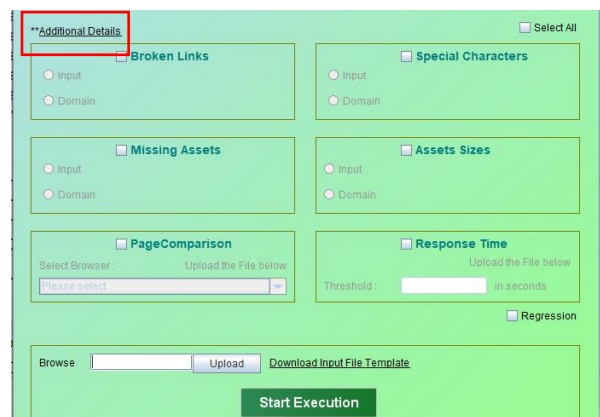 **Additional Details
Select All
Broken Links
Input
Domain
Special Characters
Input
Domain
Missing Assets
Input
Domain
Assets Sizes
Input
Domain
PageComparison
Select Browser : Upload the File below
Please select
Response Time
Upload the File below
Threshold : in seconds
Regression
Browse Upload Download Input File Template
Start Execution